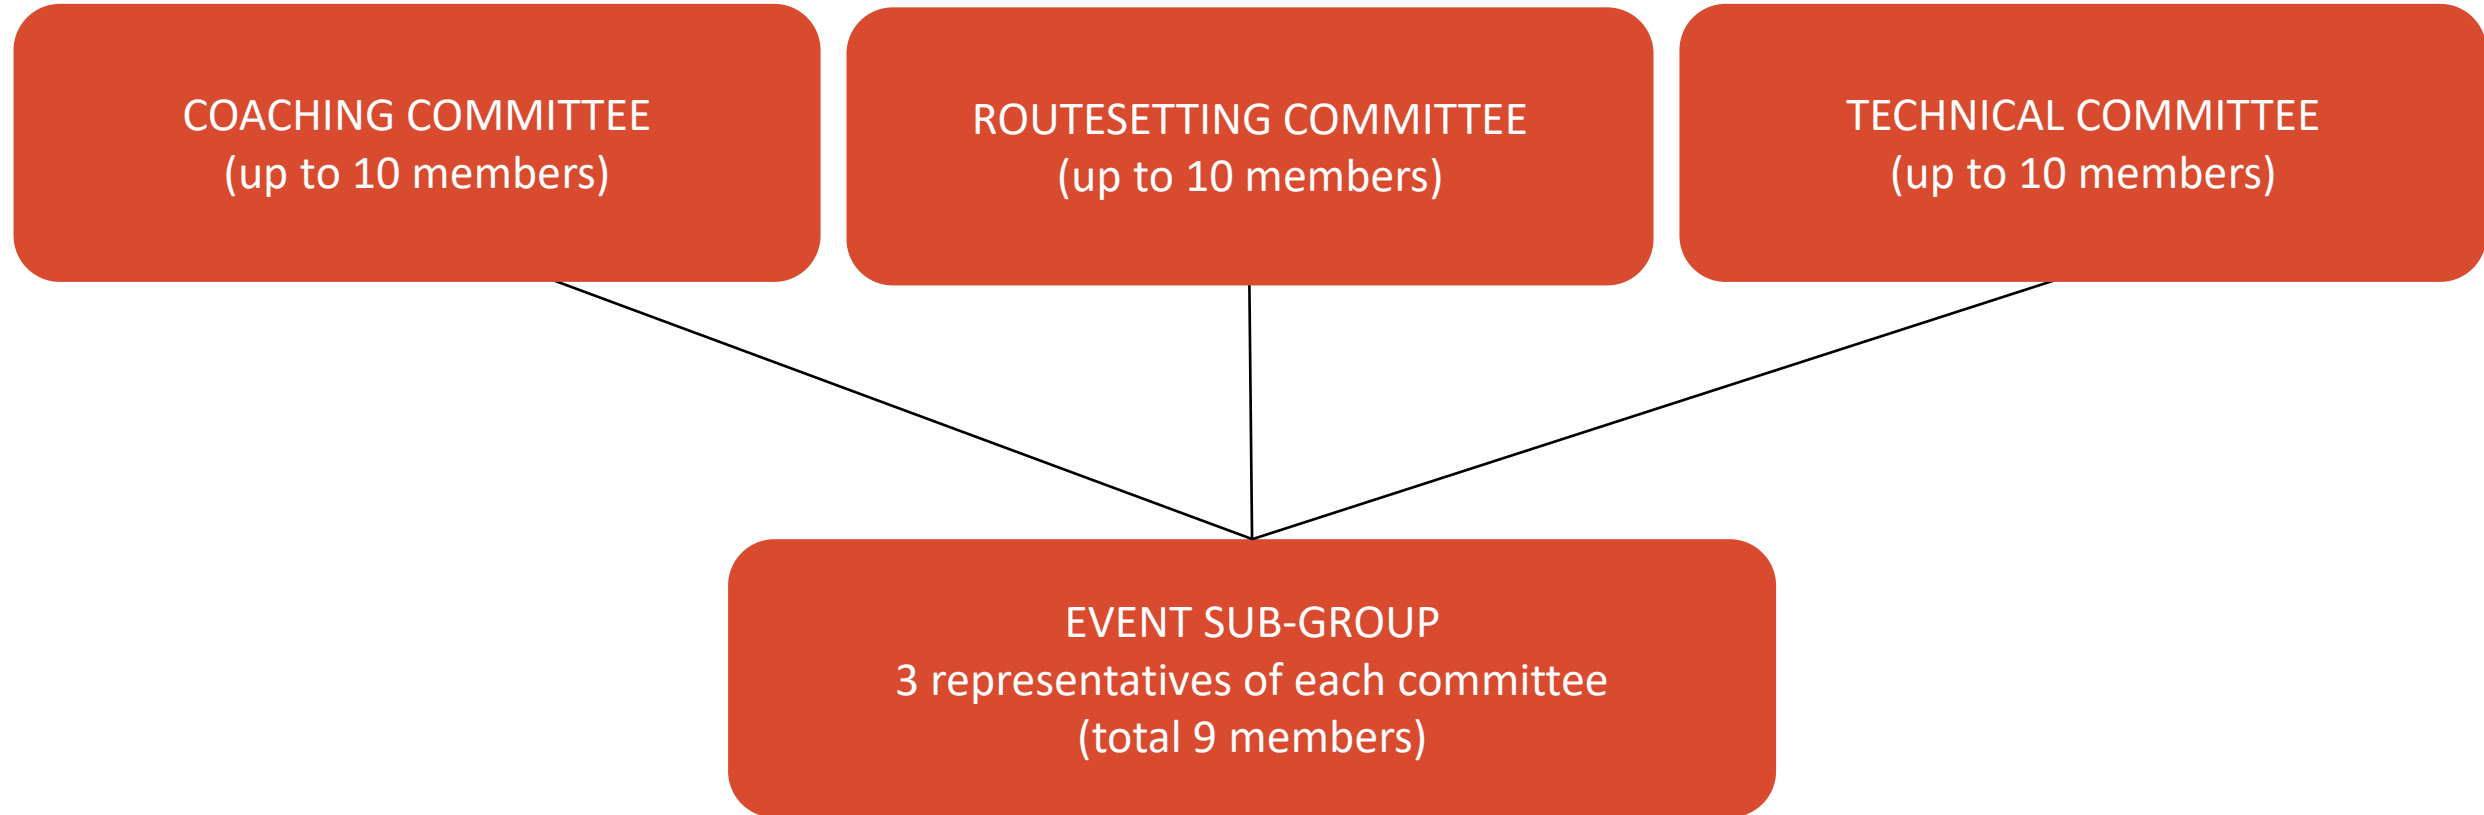 COACHING COMMITTEE
(up to 10 members)
ROUTESETTING COMMITTEE
(up to 10 members)
TECHNICAL COMMITTEE
(up to 10 members)
EVENT SUB-GROUP
3 representatives of each committee
(total 9 members)